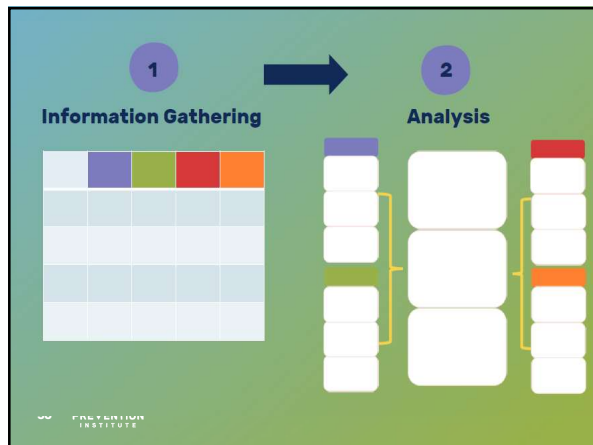 1
2
Information Gathering
Analysis
PREVENTION
INSTITUTE